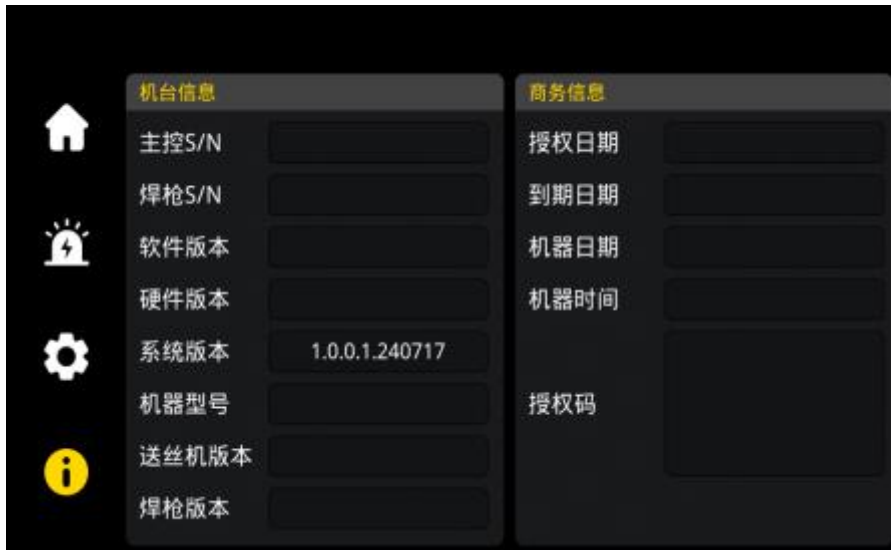 机台信息
主控S/N
焊枪S/N
软件版本
硬件版本
系统版本 1.0.0.1.240717
机器型号
送丝机版本
焊枪版本
商务信息
授权日期
到期日期
机器日期
机器时间
授权码